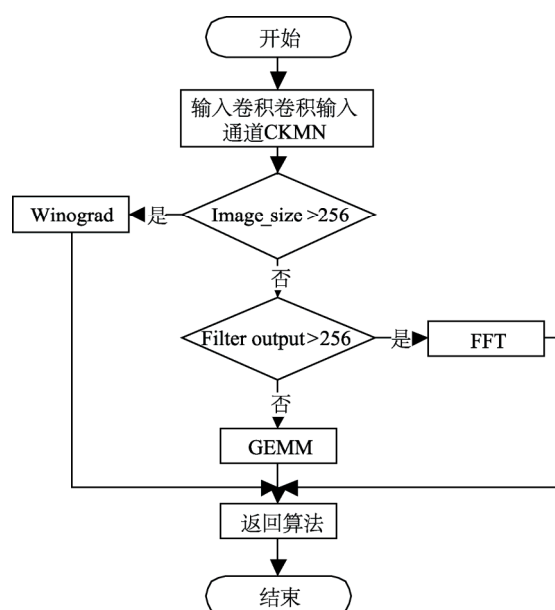 开始
输入卷积卷积输入
通道CKMN
Winograd
是
Image_size >256
否
Filter output>256
是
FFT
否
GEMM
返回算法
结束